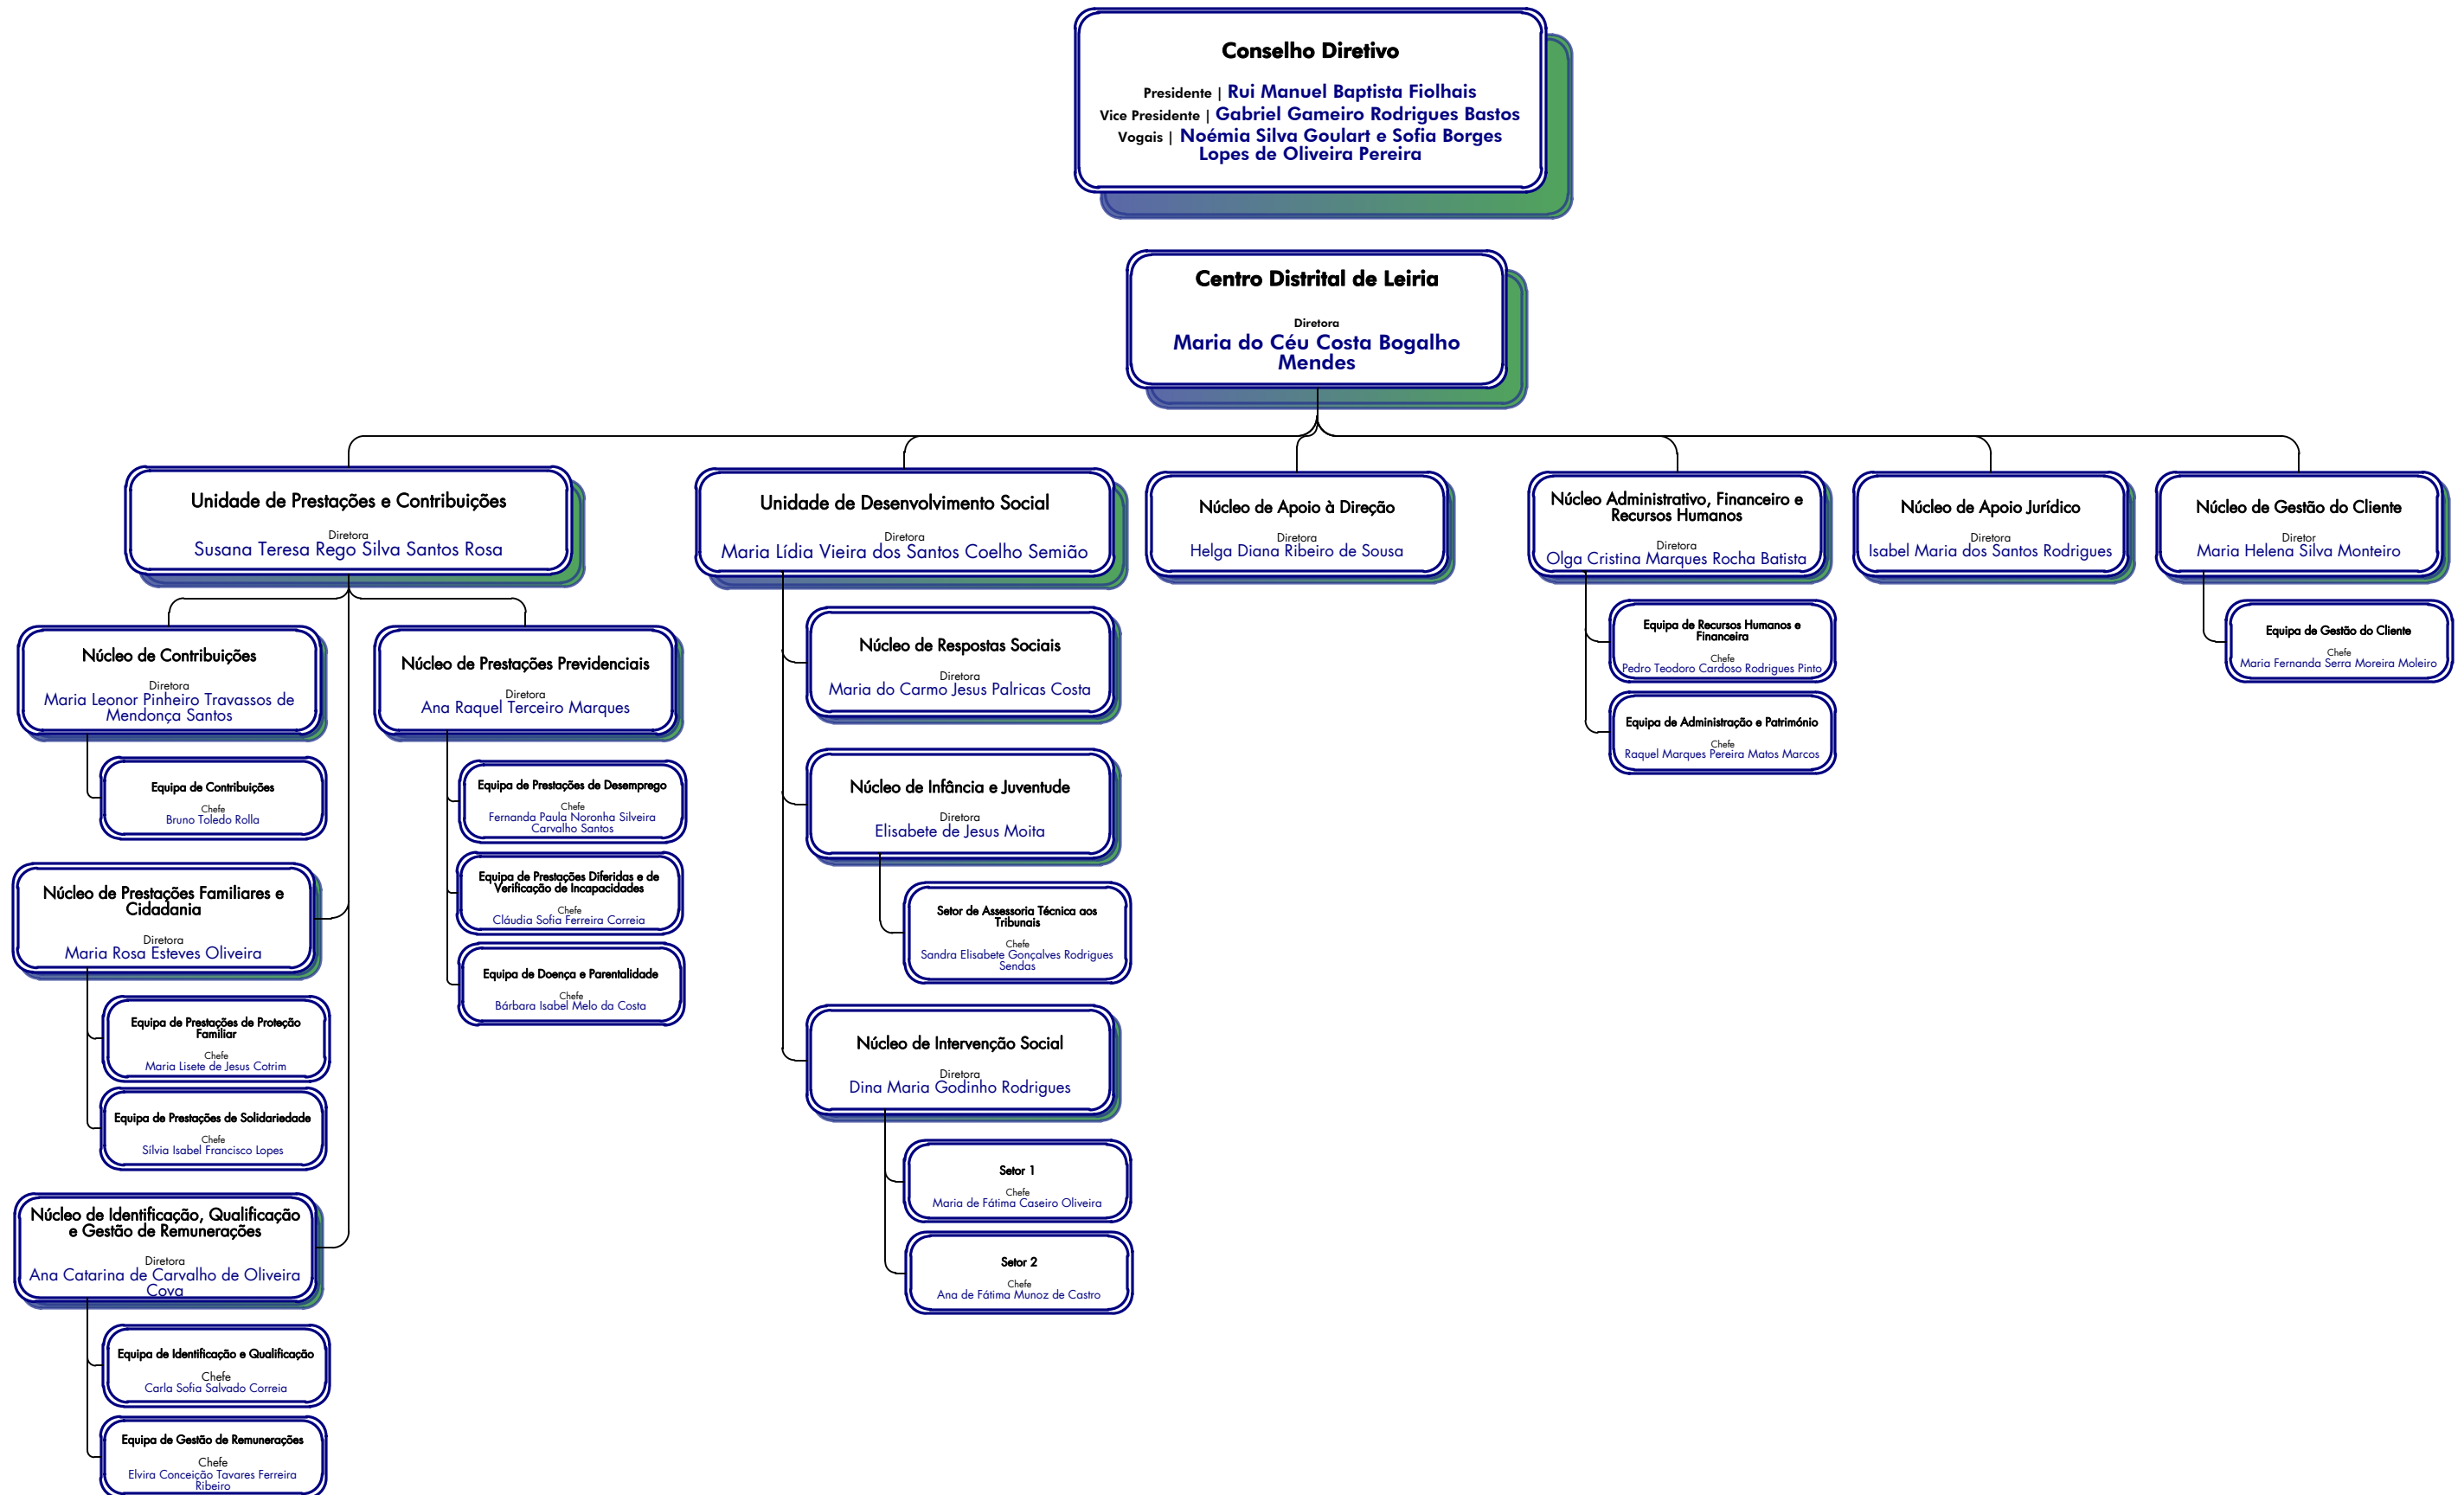 Conselho Diretivo
Presidente | Rui Manuel Baptista Fiolhais
Vice Presidente | Gabriel Gameiro Rodrigues Bastos
Vogais | Noémia Silva Goulart e Sofia Borges
Lopes de Oliveira Pereira
Centro Distrital de Leiria
Diretora
Maria do Céu Costa Bogalho
Mendes
Unidade de Prestações e Contribuições
Diretora
Susana Teresa Rego Silva Santos Rosa
Núcleo de Contribuições
Diretora
Maria Leonor Pinheiro Travassos de
Mendonça Santos
Equipa de Contribuições
Chefe
Bruno Toledo Rolla
Núcleo de Prestações Familiares e
Cidadania
Diretora
Maria Rosa Esteves Oliveira
Equipa de Prestações de Proteção
Familiar
Chefe
Maria Lisete de Jesus Cotrim
Equipa de Prestações de Solidariedade
Chefe
Sílvia Isabel Francisco Lopes
Núcleo de Identificação, Qualificação
e Gestão de Remunerações
Diretora
Ana Catarina de Carvalho de Oliveira
Cova
Equipa de Identificação e Qualificação
Chefe
Carla Sofia Salvado Correia
Equipa de Gestão de Remunerações
Chefe
Elvira Conceição Tavares Ferreira
Ribeiro
Núcleo de Prestações Previdenciais
Diretora
Ana Raquel Terceiro Marques
Equipa de Prestações de Desemprego
Chefe
Fernanda Paula Noronha Silveira
Carvalho Santos
Equipa de Prestações Diferidas e de
Verificação de Incapacidades
Chefe
Cláudia Sofia Ferreira Correia
Equipa de Doença e Parentalidade
Chefe
Bárbara Isabel Melo da Costa
Unidade de Desenvolvimento Social
Diretora
Maria Lídia Vieira dos Santos Coelho Semião
Núcleo de Respostas Sociais
Diretora
Maria do Carmo Jesus Palricas Costa
Núcleo de Infância e Juventude
Diretora
Elisabete de Jesus Moita
Setor de Assessoria Técnica aos
Tribunais
Chefe
Sandra Elisabete Gonçalves Rodrigues
Sendas
Núcleo de Intervenção Social
Diretora
Dina Maria Godinho Rodrigues
Setor 1
Chefe
Maria de Fátima Caseiro Oliveira
Setor 2
Chefe
Ana de Fátima Munoz de Castro
Núcleo de Apoio à Direção
Diretora
Helga Diana Ribeiro de Sousa
Núcleo Administrativo, Financeiro e
Recursos Humanos
Diretora
Olga Cristina Marques Rocha Batista
Equipa de Recursos Humanos e
Financeira
Chefe
Pedro Teodoro Cardoso Rodrigues Pinto
Equipa de Administração e Património
Chefe
Raquel Marques Pereira Matos Marcos
Núcleo de Apoio Jurídico
Diretora
Isabel Maria dos Santos Rodrigues
Núcleo de Gestão do Cliente
Diretor
Maria Helena Silva Monteiro
Equipa de Gestão do Cliente
Chefe
Maria Fernanda Serra Moreira Moleiro